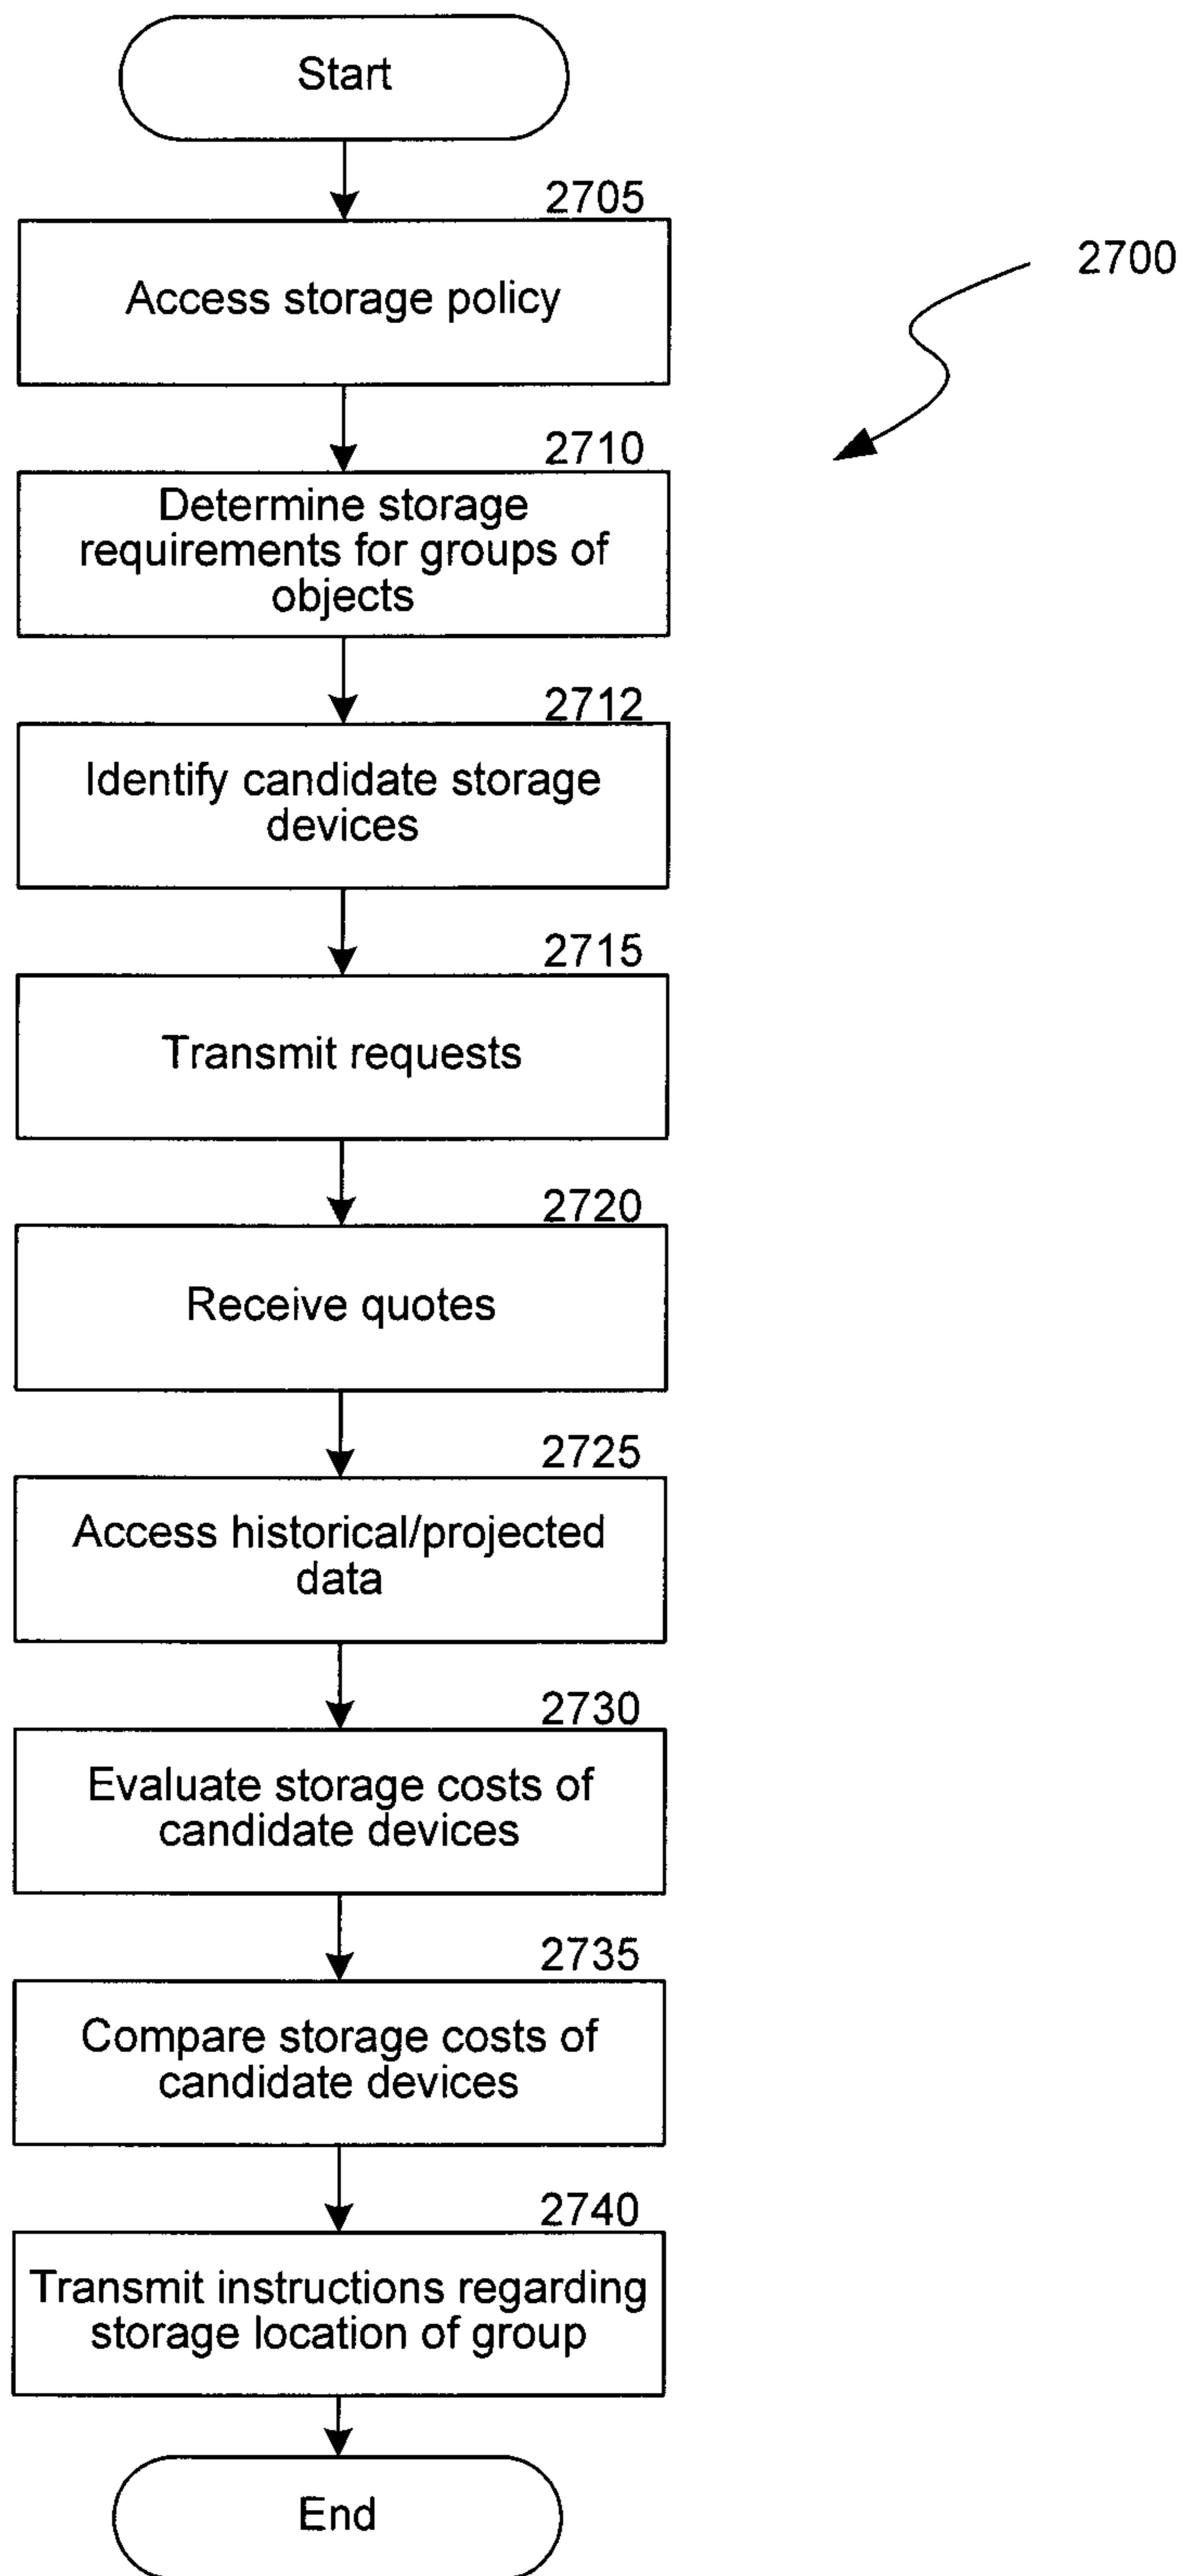 Start
2705
2700
Access storage policy
2710
Determine storage
requirements for groups of
objects
2712
Identify candidate storage
devices
2715
Transmit requests
2720
Receive quotes
2725
Access historical/projected
data
2730
Evaluate storage costs of
candidate devices
2735
Compare storage costs of
candidate devices
2740
Transmit instructions regarding
storage location of group
End